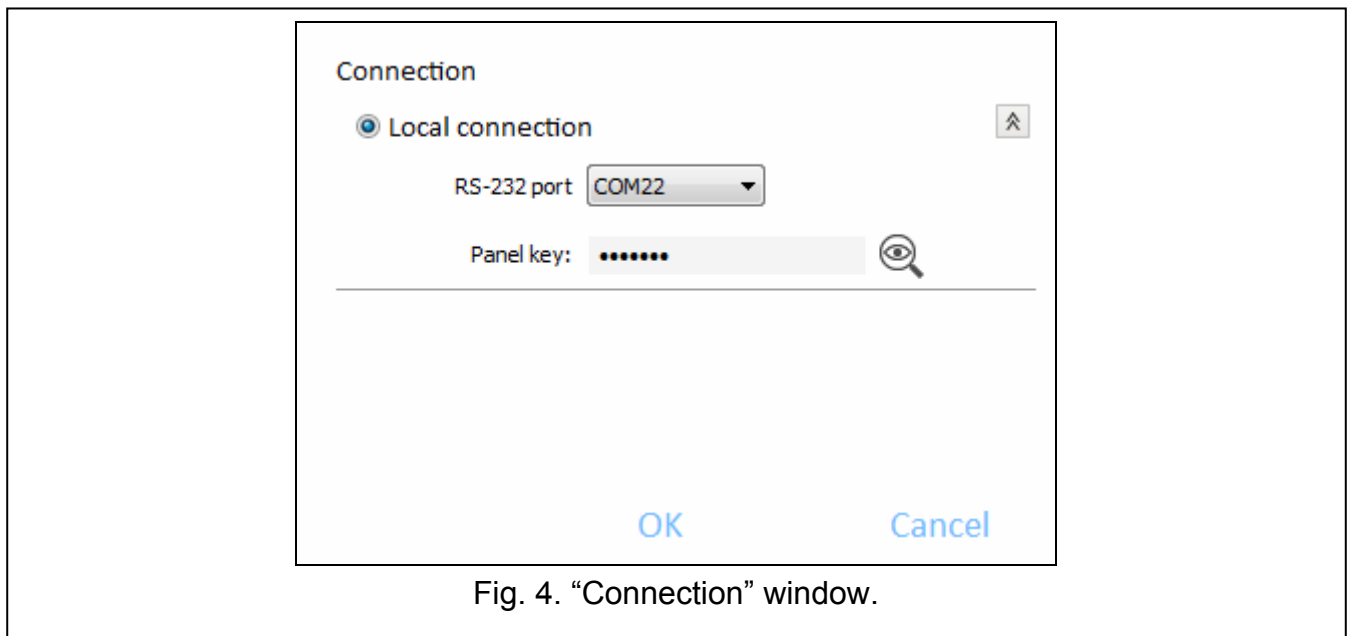 Connection
Local connection
RS-232 port COM22
Panel key: •••••••
OK Cancel
Fig. 4. “Connection” window.